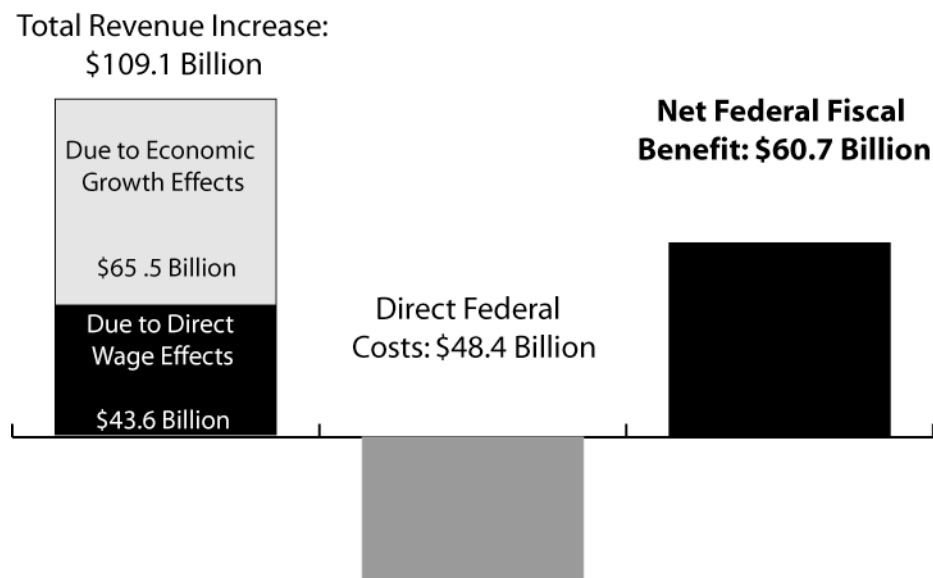 Total Revenue Increase:
$109.1 Billion
Due to Economic
Growth Effects
$65 .5 Billion
Due to Direct
Wage Effects
$43.6 Billion
Direct Federal
Costs: $48.4 Billion
Net Federal Fiscal
Benefit: $60.7 Billion